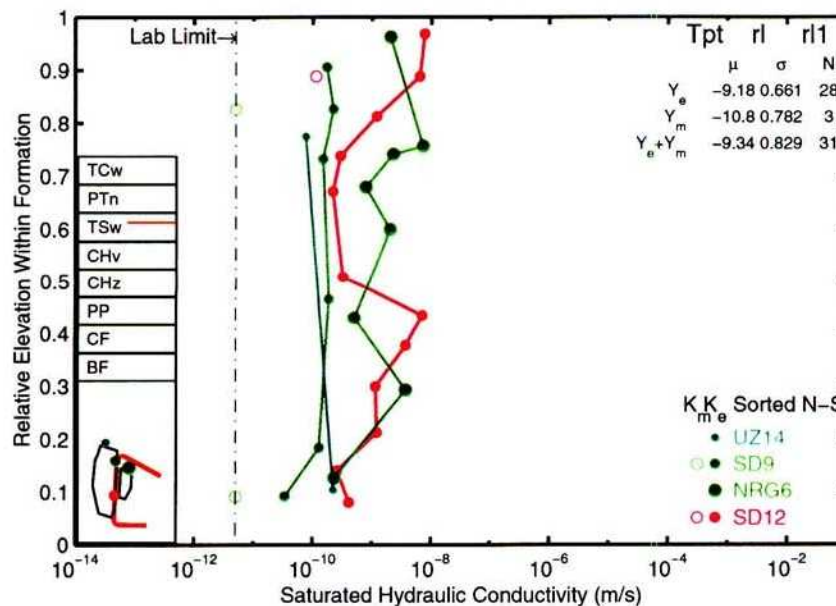 Lab Limit→
Tpt rl rl1
μ σ N
Y_e −9.18 0.661 28
Y_m −10.8 0.782 3
Y_e+Y_m −9.34 0.829 31
1
0.9
0.8
0.7
0.6
0.5
0.4
0.3
0.2
0.1
0
Relative Elevation Within Formation
TCw
PTn
TSw
CHv
CHz
PP
CF
BF
K_m K_e Sorted N-S
UZ14
SD9
NRG6
SD12
10^−14 10^−12 10^−10 10^−8 10^−6 10^−4 10^−2
Saturated Hydraulic Conductivity (m/s)